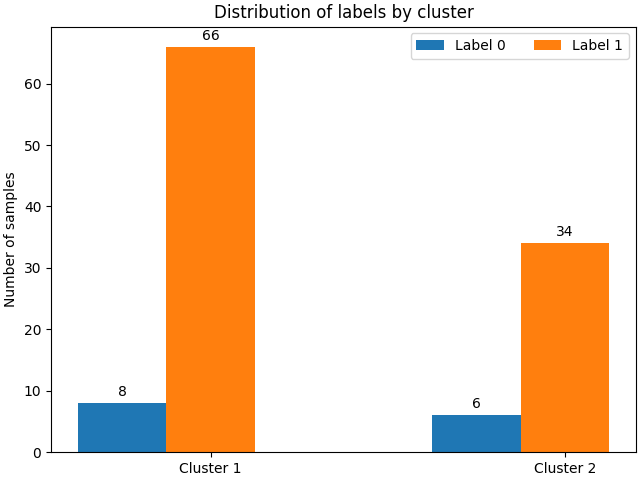 Distribution of labels by cluster
Label 0
Label 1
66
8
34
6
Number of samples
60
50
40
30
20
10
0
Cluster 1
Cluster 2